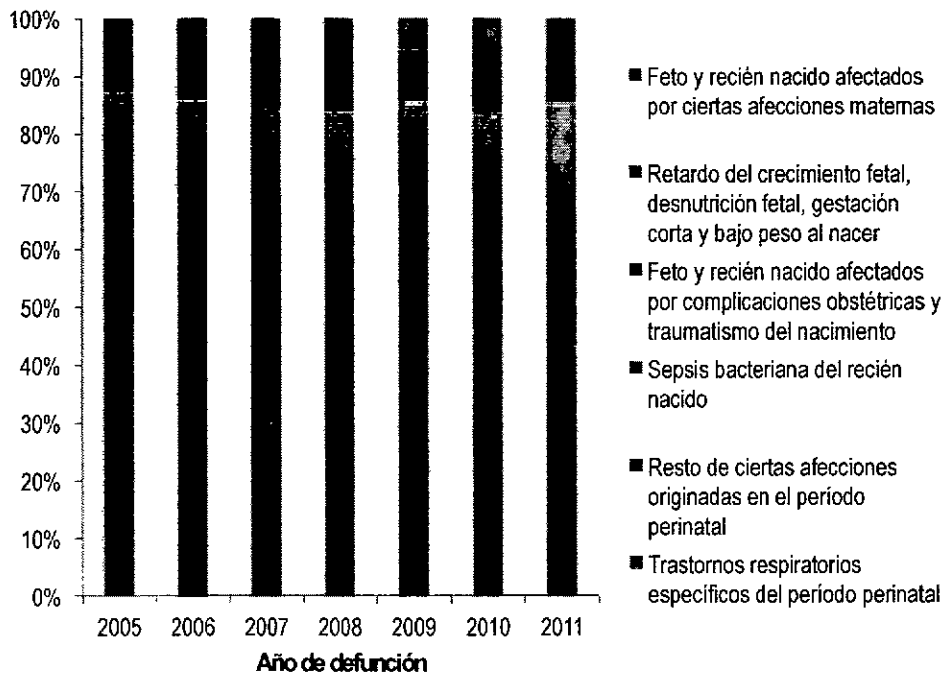 100%
90%
80%
70%
60%
50%
40%
30%
20%
10%
0%
2005 2006 2007 2008 2009 2010 2011
Año de defunción
Feto y recién nacido afectados
por ciertas afecciones maternas
Retardo del crecimiento fetal,
desnutrición fetal, gestación
corta y bajo peso al nacer
Feto y recién nacido afectados
por complicaciones obstétricas y
traumatismo del nacimiento
Sepsis bacteriana del recién
nacido
Resto de ciertas afecciones
originadas en el período
perinatal
Trastornos respiratorios
específicos del período perinatal